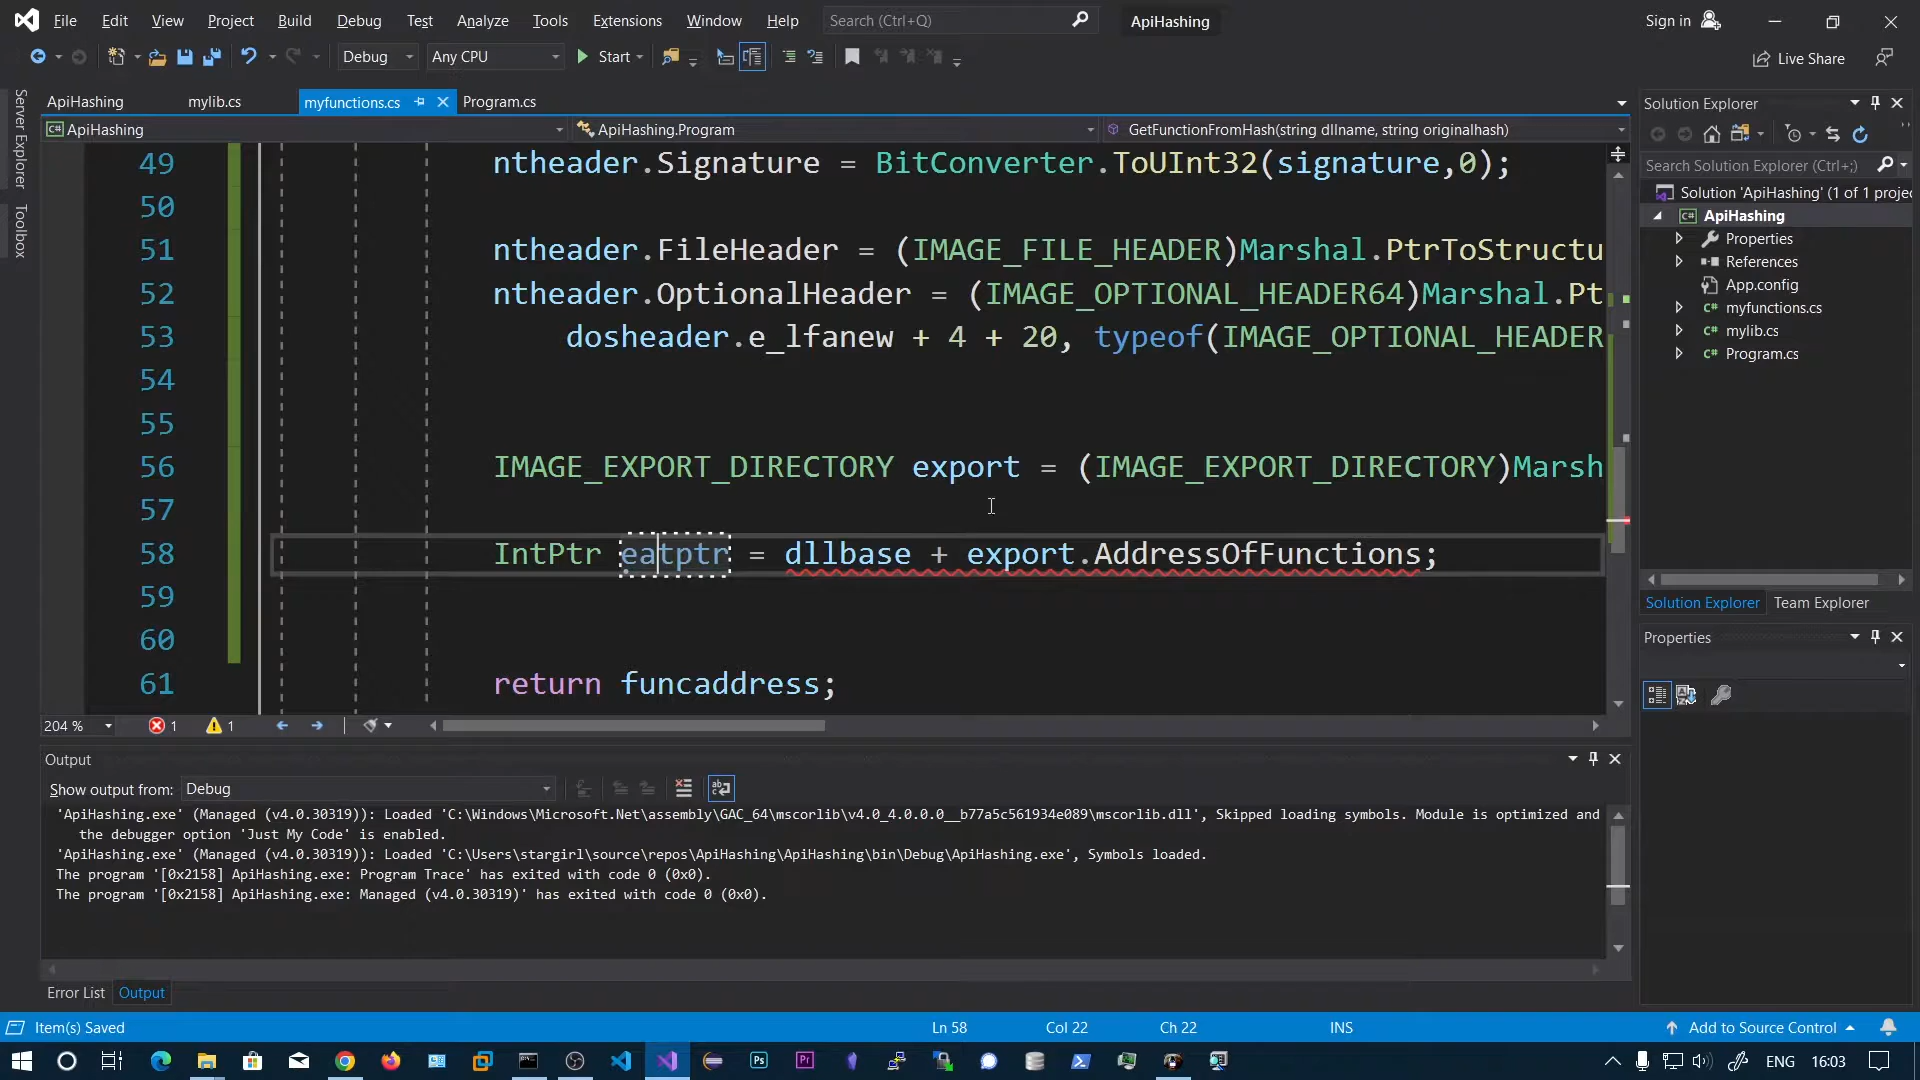 File Edit View Project Build Debug Test Analyze Tools Extensions Window Help Search (Ctrl+Q) ApiHashing Sign in
Debug Any CPU Start Live Share
Server Explorer
Toolbox
ApiHashing mylib.cs myfunctions.cs Program.cs
ApiHashing ApiHashing.Program GetFunctionFromHash(string dllname, string originalhash)
49 ntheader.Signature = BitConverter.ToUInt32(signature,0);
50
51 ntheader.FileHeader = (IMAGE_FILE_HEADER)Marshal.PtrToStructu
52 ntheader.OptionalHeader = (IMAGE_OPTIONAL_HEADER64)Marshal.Pt
53 dosheader.e_lfanew + 4 + 20, typeof(IMAGE_OPTIONAL_HEADER
54
55
56 IMAGE_EXPORT_DIRECTORY export = (IMAGE_EXPORT_DIRECTORY)Marsh
57
58 IntPtr eatptr = dllbase + export.AddressOfFunctions;
59
60
61 return funcaddress;
204 % 1 1
Output
Show output from: Debug
'ApiHashing.exe' (Managed (v4.0.30319)): Loaded 'C:\Windows\Microsoft.Net\assembly\GAC_64\mscorlib\v4.0_4.0.0.0__b77a5c561934e089\mscorlib.dll', Skipped loading symbols. Module is optimized and
the debugger option 'Just My Code' is enabled.
'ApiHashing.exe' (Managed (v4.0.30319)): Loaded 'C:\Users\stargirl\source\repos\ApiHashing\ApiHashing\bin\Debug\ApiHashing.exe', Symbols loaded.
The program '[0x2158] ApiHashing.exe: Program Trace' has exited with code 0 (0x0).
The program '[0x2158] ApiHashing.exe: Managed (v4.0.30319)' has exited with code 0 (0x0).
Error List Output
Solution Explorer
Search Solution Explorer (Ctrl+;)
Solution 'ApiHashing' (1 of 1 projec
ApiHashing
Properties
References
App.config
myfunctions.cs
mylib.cs
Program.cs
Solution Explorer Team Explorer
Properties
Item(s) Saved Ln 58 Col 22 Ch 22 INS Add to Source Control
ENG 16:03